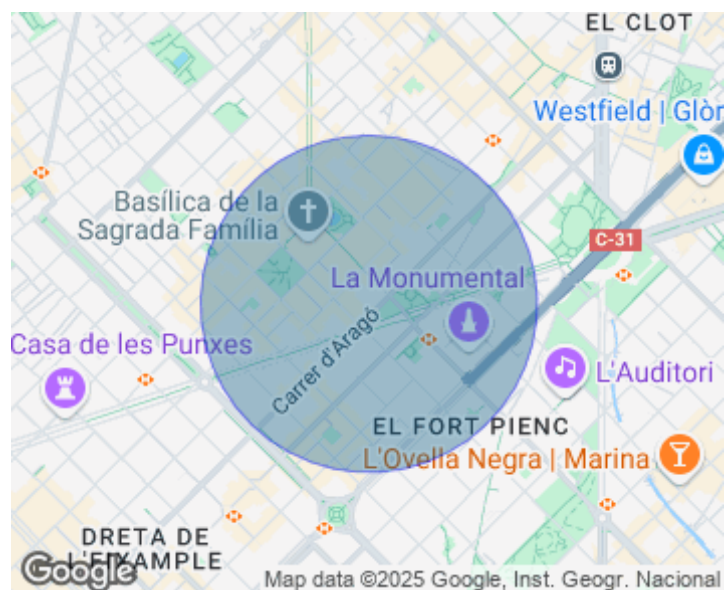 EL CLOT
Westfield | Glòr
Basílica de la
Sagrada Família
C-31
La Monumental
Casa de les Punxes
Carrer d'Aragó
L'Auditori
EL FORT PIENC
L'Ovella Negra | Marina
DRETA DE
L'EIXAMPLE
Google
Map data ©2025 Google, Inst. Geogr. Nacional